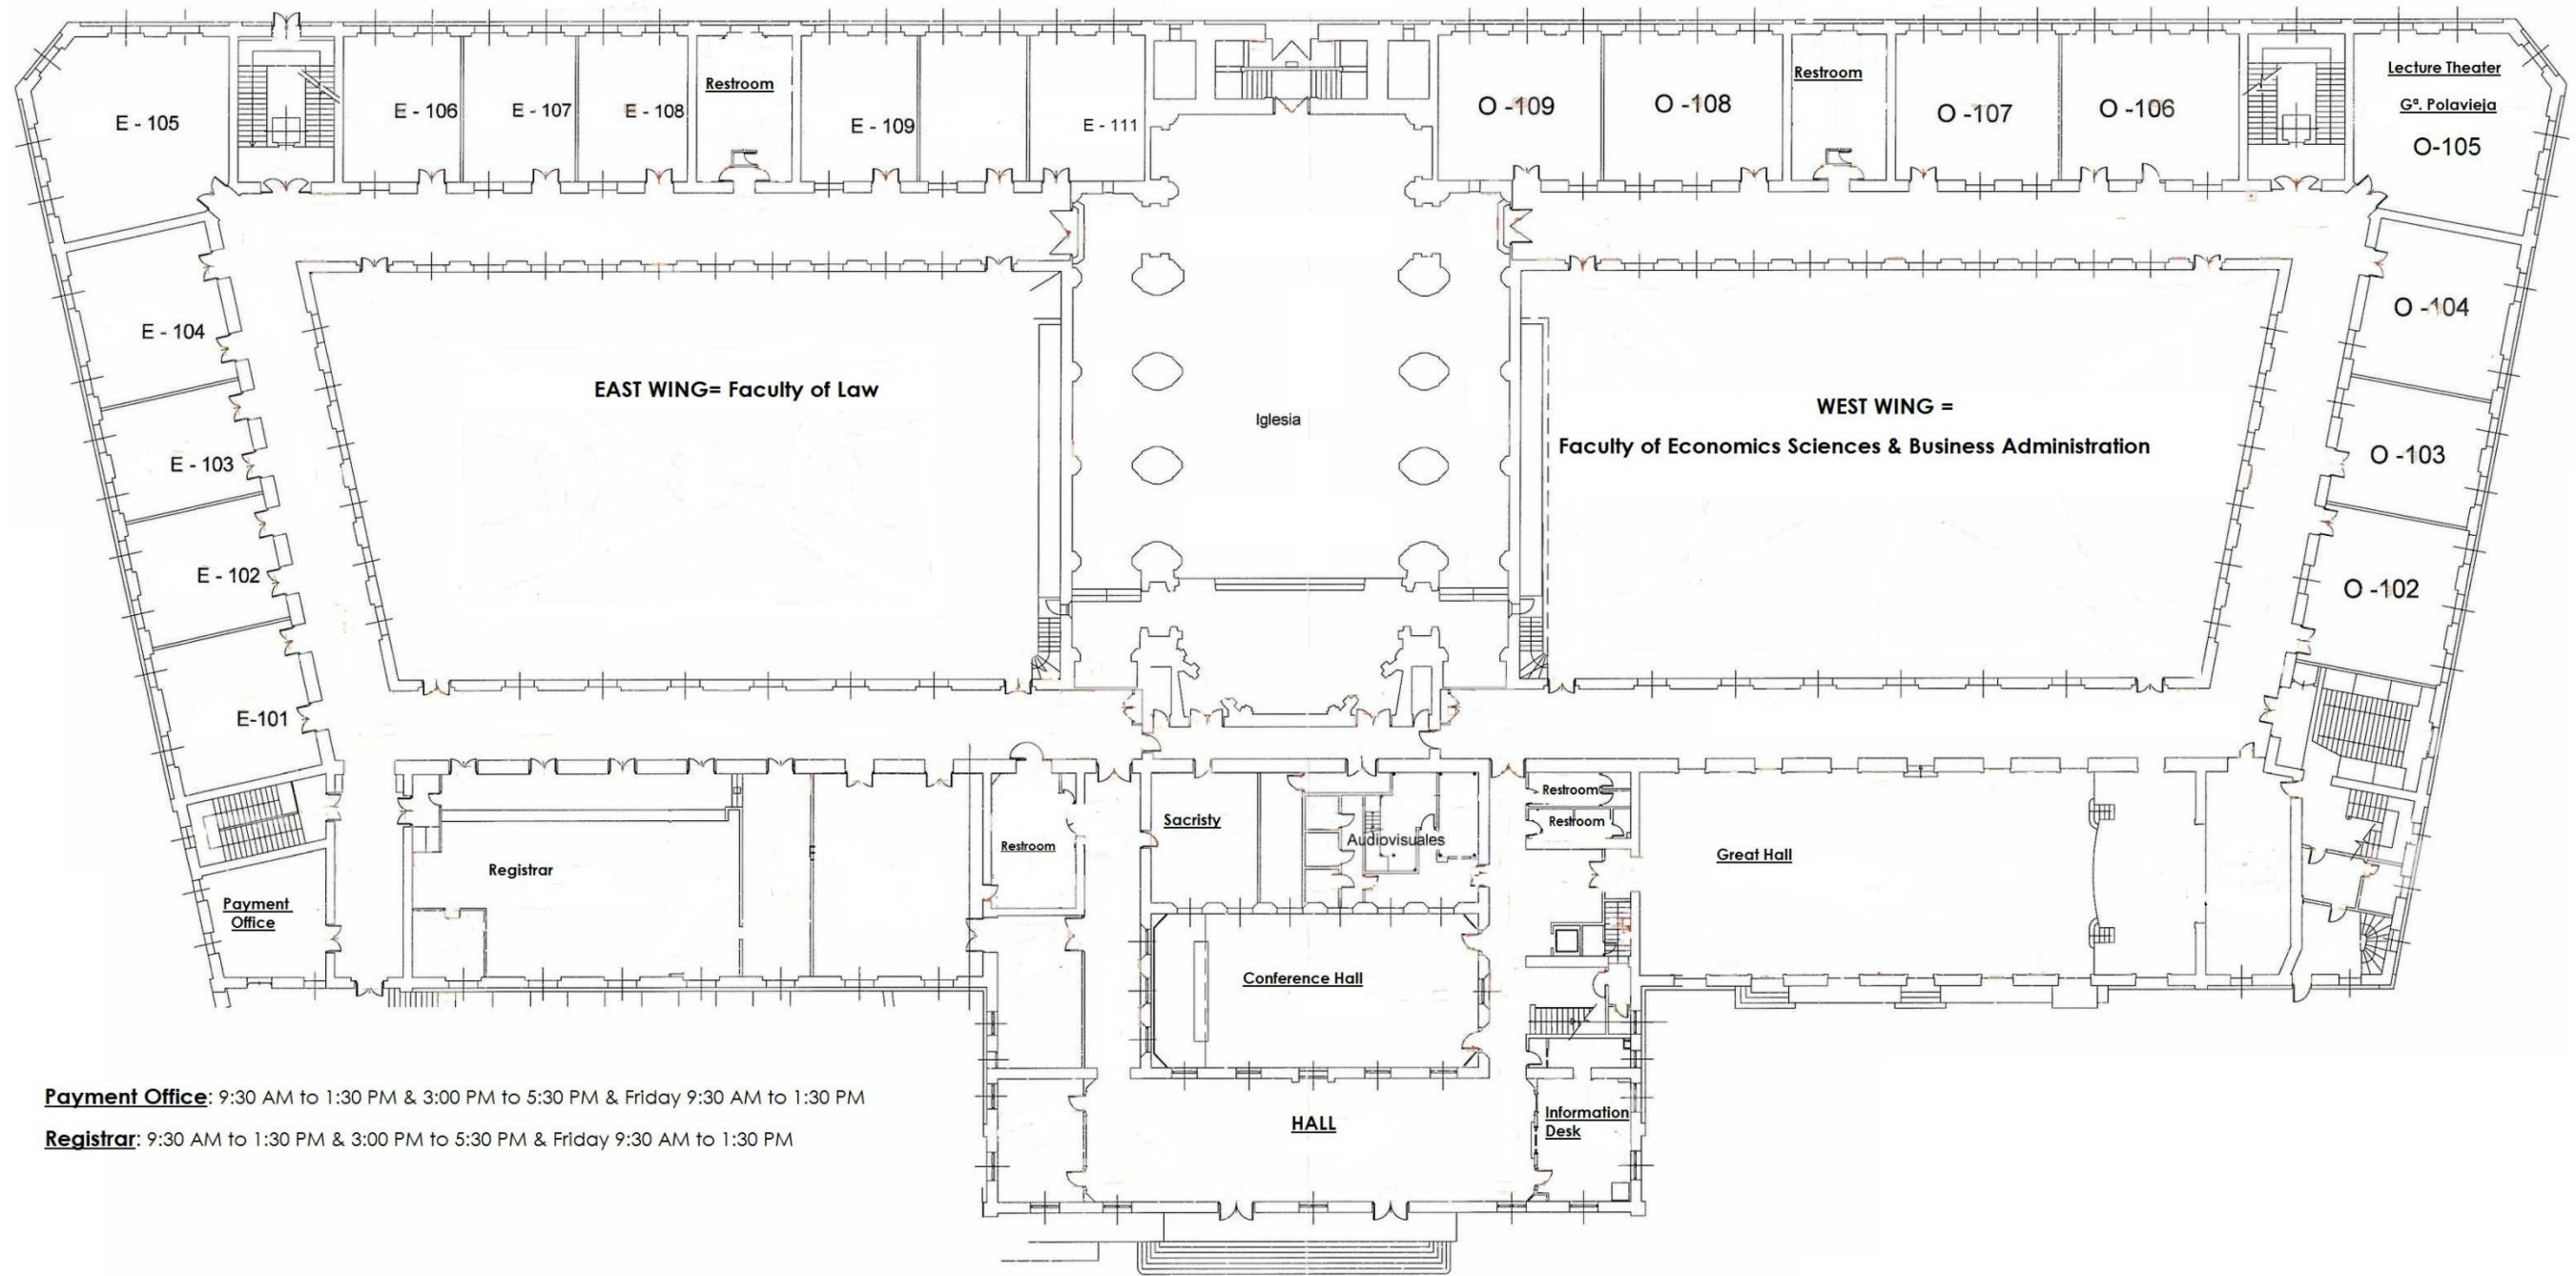 E - 105
E - 106
E - 107
E - 108
Restroom
E - 109
E - 111
O -109
O -108
Restroom
O -107
O -106
Lecture Theater
Gª. Polavieja
O-105
E - 104
O -104
EAST WING= Faculty of Law
Iglesia
WEST WING =
Faculty of Economics Sciences & Business Administration
E - 103
O -103
E - 102
O -102
E-101
Registrar
Payment
Office
Restroom
Sacristy
Audiovisuales
Restroom
Restroom
Great Hall
Conference Hall
HALL
Information
Desk
Payment Office: 9:30 AM to 1:30 PM & 3:00 PM to 5:30 PM & Friday 9:30 AM to 1:30 PM
Registrar: 9:30 AM to 1:30 PM & 3:00 PM to 5:30 PM & Friday 9:30 AM to 1:30 PM